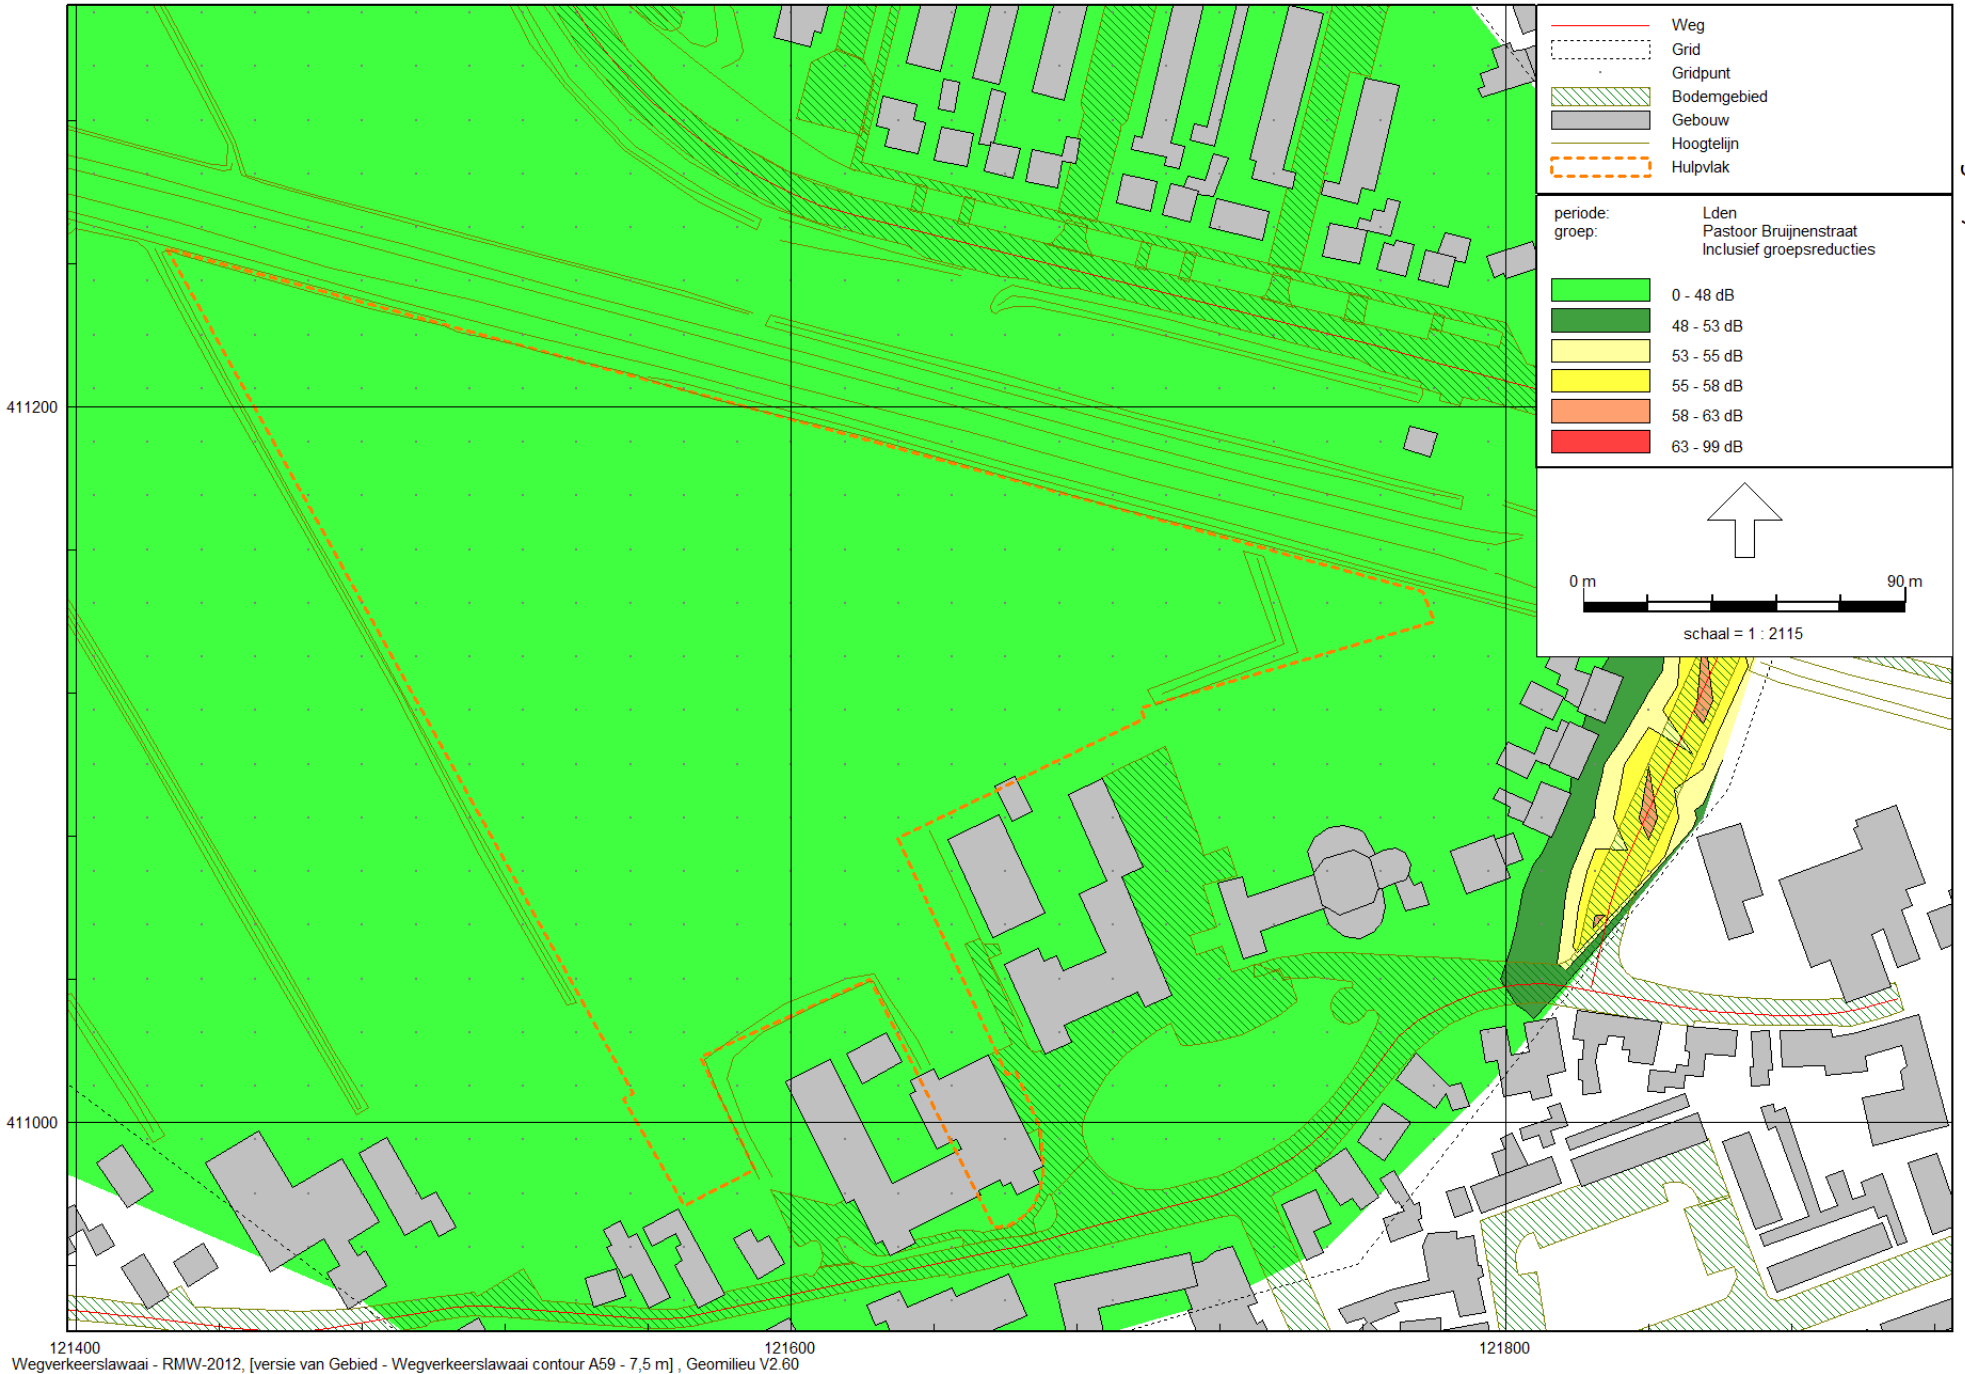 Weg
Grid
Gridpunt
Bodemgebied
Gebouw
Hoogtelijn
Hulpvlak
periode: Lden
groep: Pastoor Bruijnenstraat
Inclusief groepsreducties
0 - 48 dB
48 - 53 dB
53 - 55 dB
55 - 58 dB
58 - 63 dB
63 - 99 dB
0 m 90 m
schaal = 1 : 2115
411200
411000
121400 121600 121800
Wegverkeerslawaai - RMW-2012, [versie van Gebied - Wegverkeerslawaai contour A59 - 7,5 m] , Geomilieu V2.60